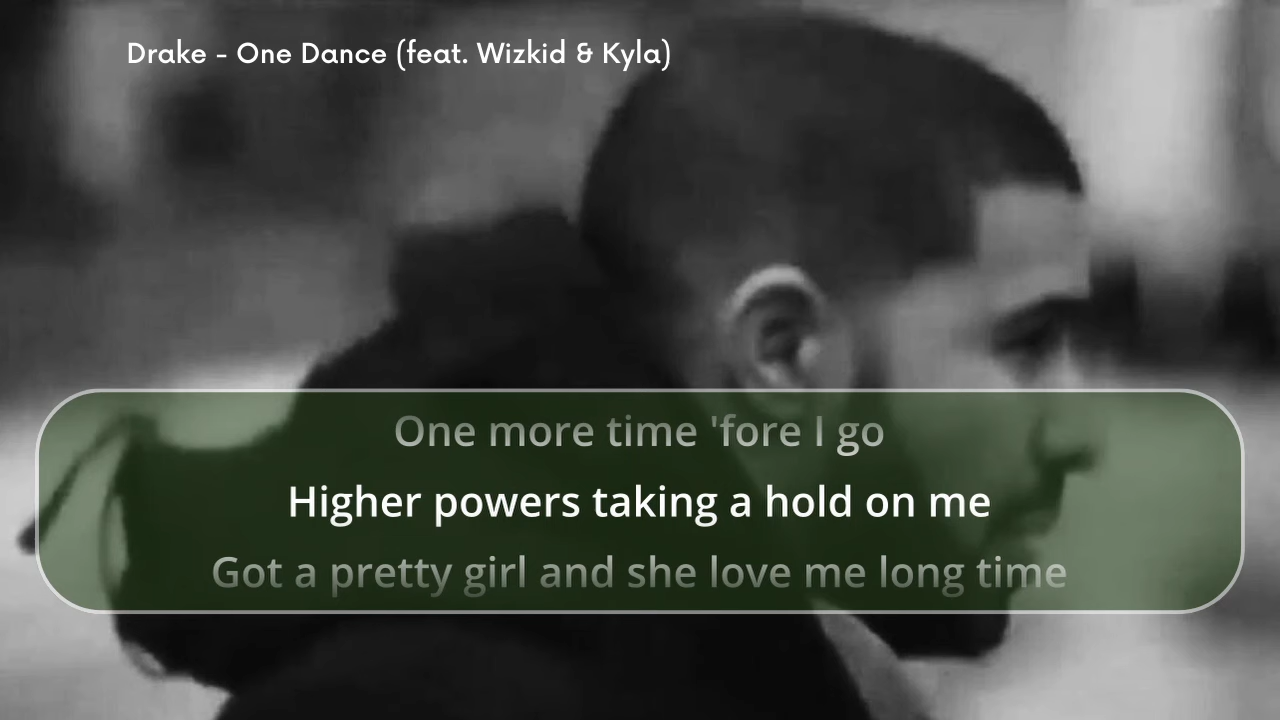 Drake - One Dance (feat. Wizkid & Kyla)
One more time 'fore I go
Higher powers taking a hold on me
Got a pretty girl and she love me long time